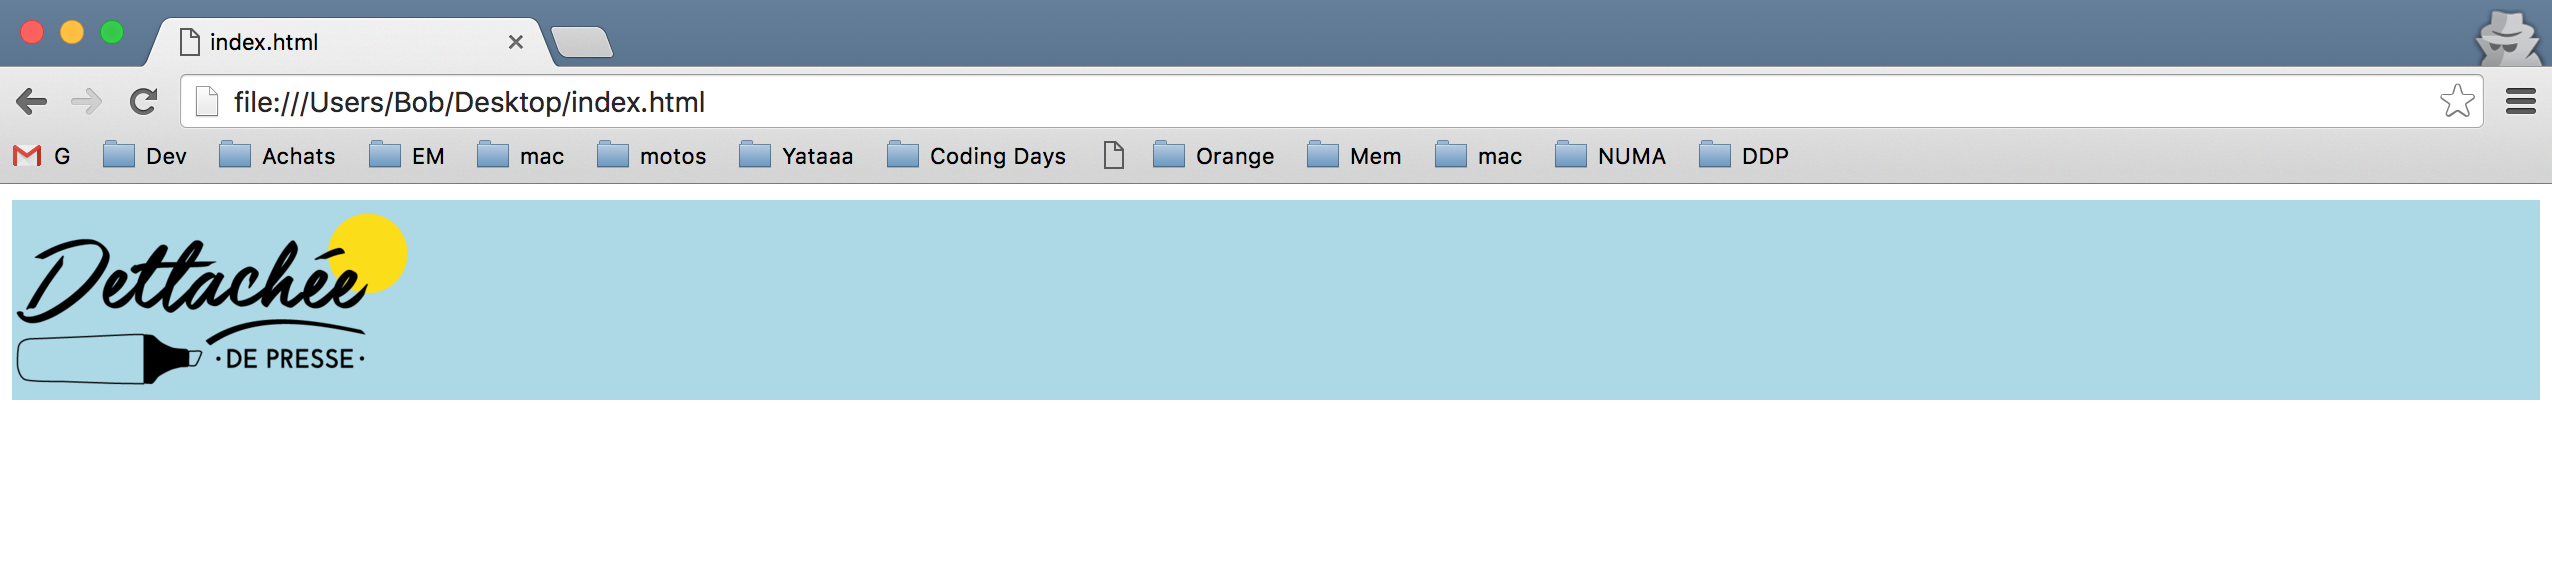 index.html
file:///Users/Bob/Desktop/index.html
G Dev Achats EM mac motos Yataaa Coding Days Orange Mem mac NUMA DDP
Dettachée
· DE PRESSE ·